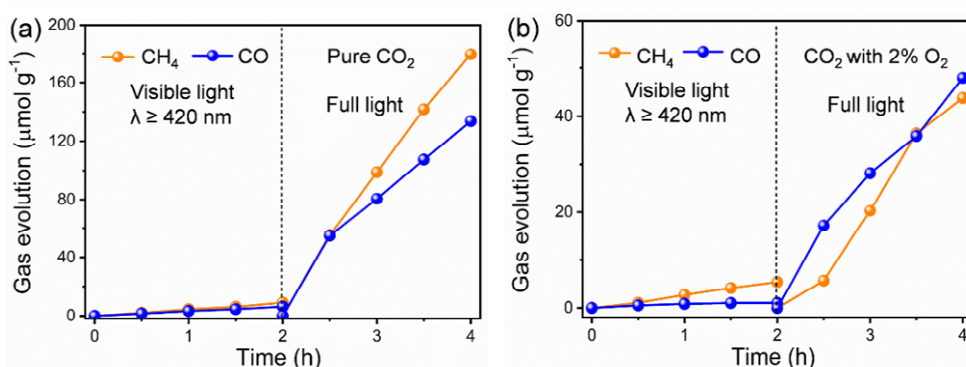 (a)
CH₄ CO
Pure CO₂
Visible light
λ ≥ 420 nm
Full light
Gas evolution (μmol g⁻¹)
200
160
120
80
40
0
0 1 2 3 4
Time (h)
(b)
CH₄ CO
CO₂ with 2% O₂
Visible light
λ ≥ 420 nm
Full light
Gas evolution (μmol g⁻¹)
60
40
20
0
0 1 2 3 4
Time (h)